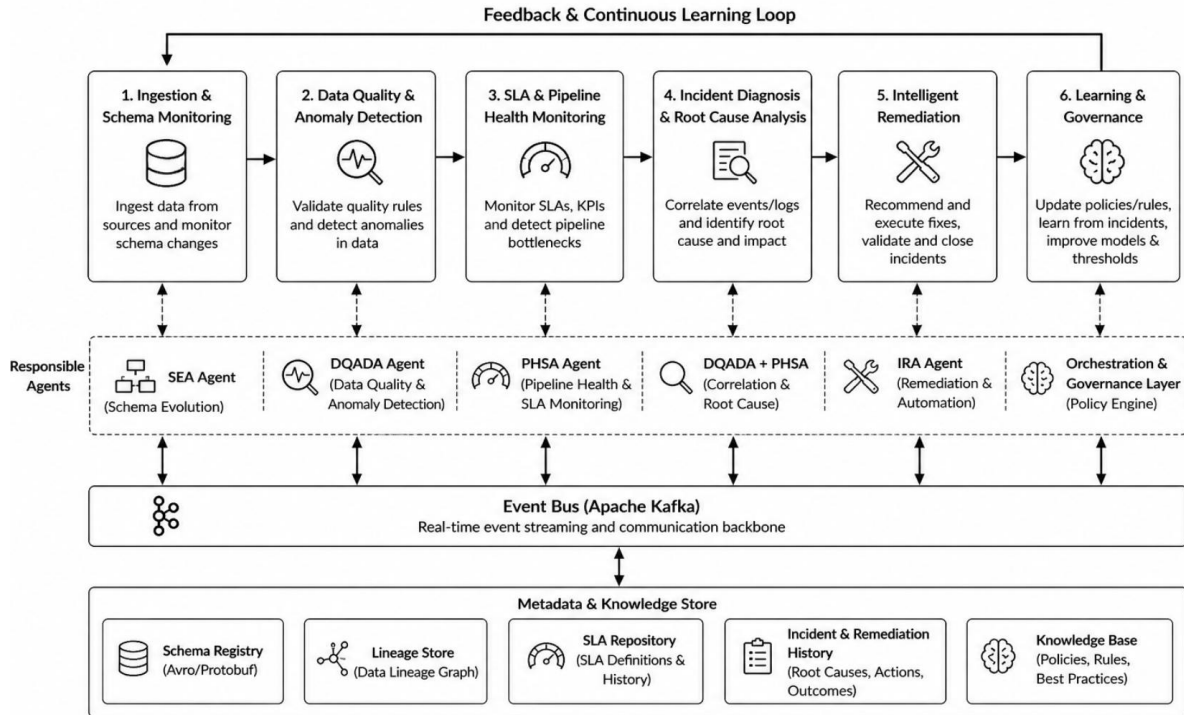 Feedback & Continuous Learning Loop
1. Ingestion &
Schema Monitoring
Ingest data from
sources and monitor
schema changes
2. Data Quality &
Anomaly Detection
Validate quality rules
and detect anomalies
in data
3. SLA & Pipeline
Health Monitoring
Monitor SLAs, KPIs
and detect pipeline
bottlenecks
4. Incident Diagnosis
& Root Cause Analysis
Correlate events/logs
and identify root
cause and impact
5. Intelligent
Remediation
Recommend and
execute fixes,
validate and close
incidents
6. Learning &
Governance
Update policies/rules,
learn from incidents,
improve models &
thresholds
Responsible
Agents
SEA Agent
(Schema Evolution)
DQADA Agent
(Data Quality &
Anomaly Detection)
PHSA Agent
(Pipeline Health &
SLA Monitoring)
DQADA + PHSA
(Correlation &
Root Cause)
IRA Agent
(Remediation &
Automation)
Orchestration &
Governance Layer
(Policy Engine)
Event Bus (Apache Kafka)
Real-time event streaming and communication backbone
Metadata & Knowledge Store
Schema Registry
(Avro/Protobuf)
Lineage Store
(Data Lineage Graph)
SLA Repository
(SLA Definitions &
History)
Incident & Remediation
History
(Root Causes, Actions,
Outcomes)
Knowledge Base
(Policies, Rules,
Best Practices)